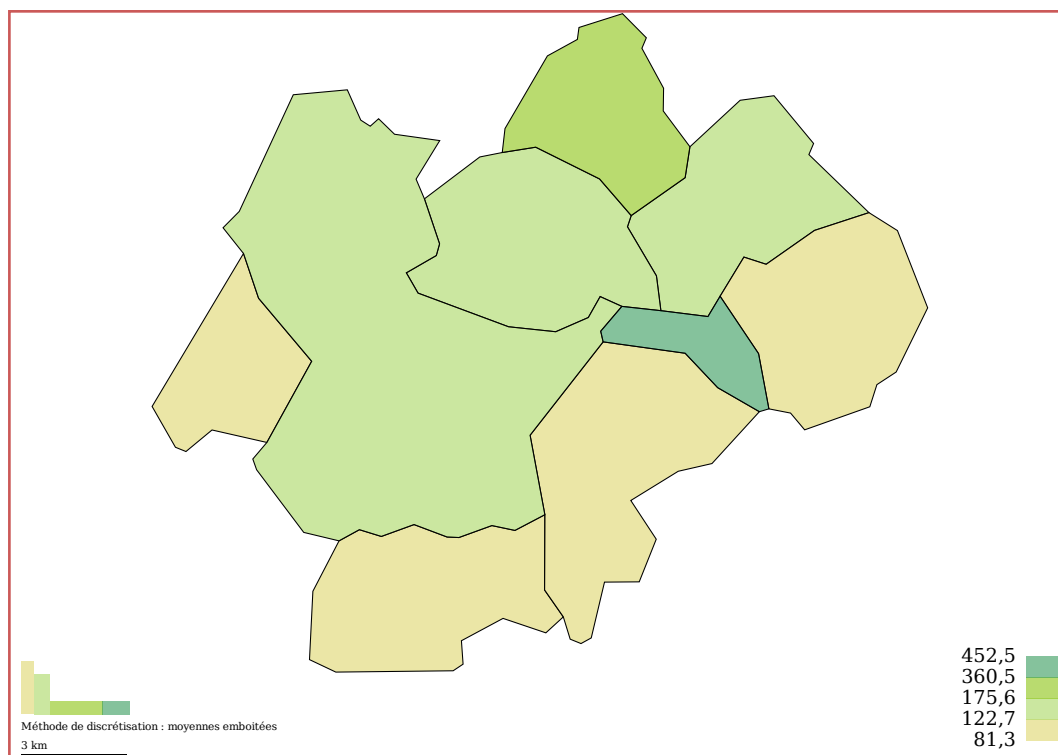 452,5
360,5
175,6
122,7
81,3
Méthode de discrétisation : moyennes emboitées
3 km